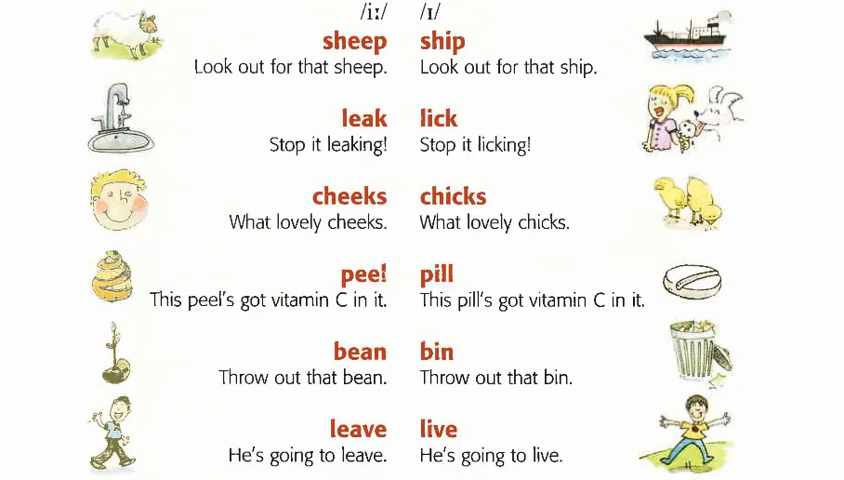 /iː/ /ɪ/
sheep ship
Look out for that sheep. Look out for that ship.
leak lick
Stop it leaking! Stop it licking!
cheeks chicks
What lovely cheeks. What lovely chicks.
peel pill
This peel's got vitamin C in it. This pill's got vitamin C in it.
bean bin
Throw out that bean. Throw out that bin.
leave live
He's going to leave. He's going to live.